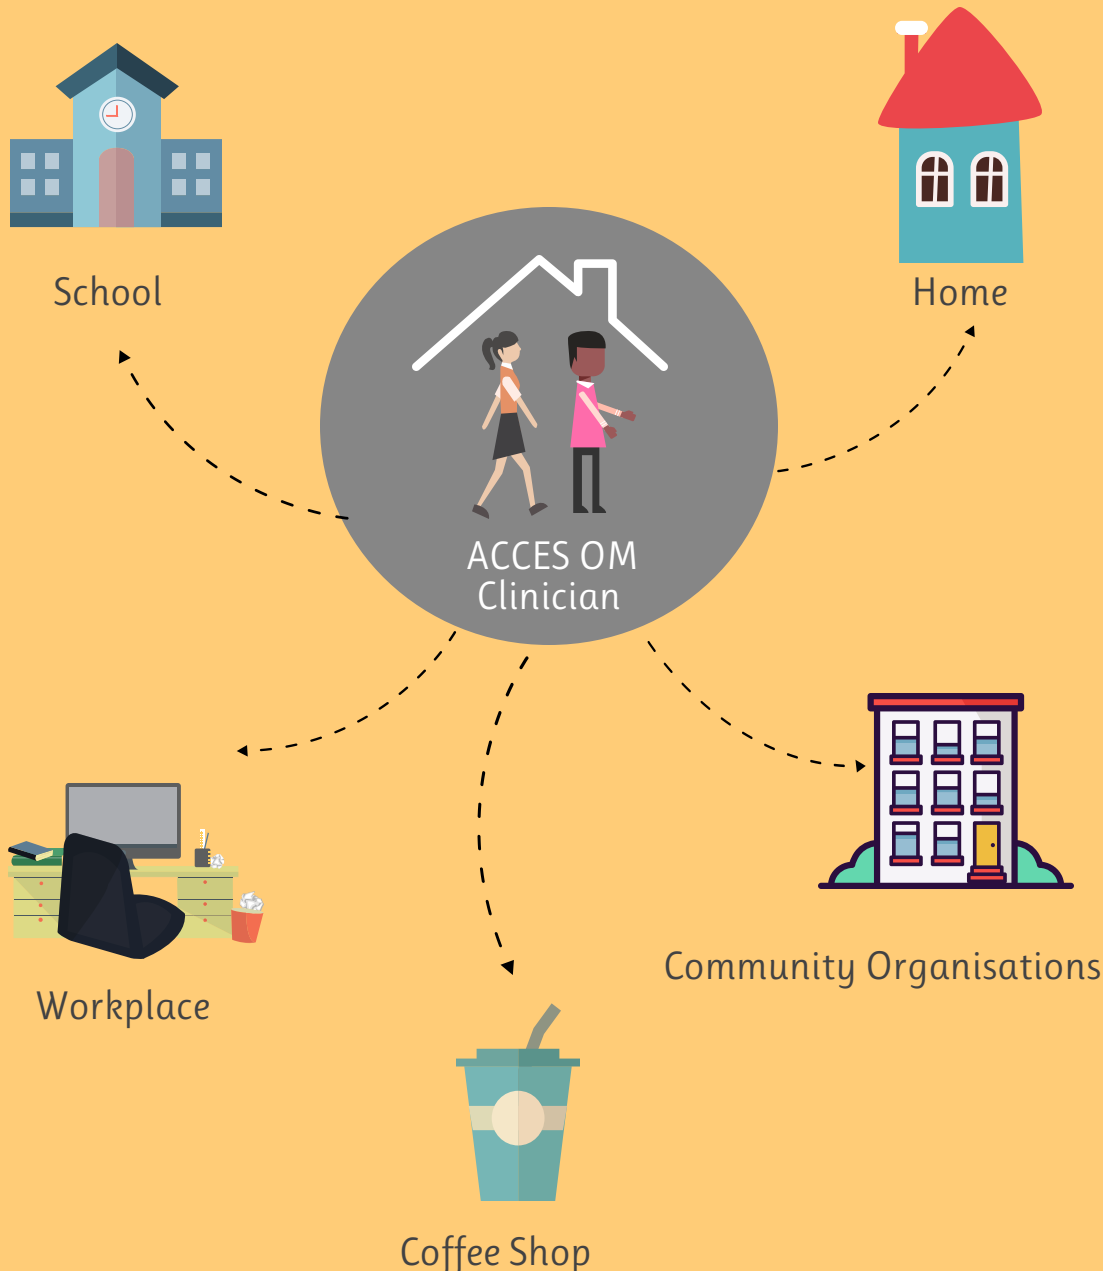 School
Home
ACCES OM
Clinician
Community Organisations
Workplace
Coffee Shop